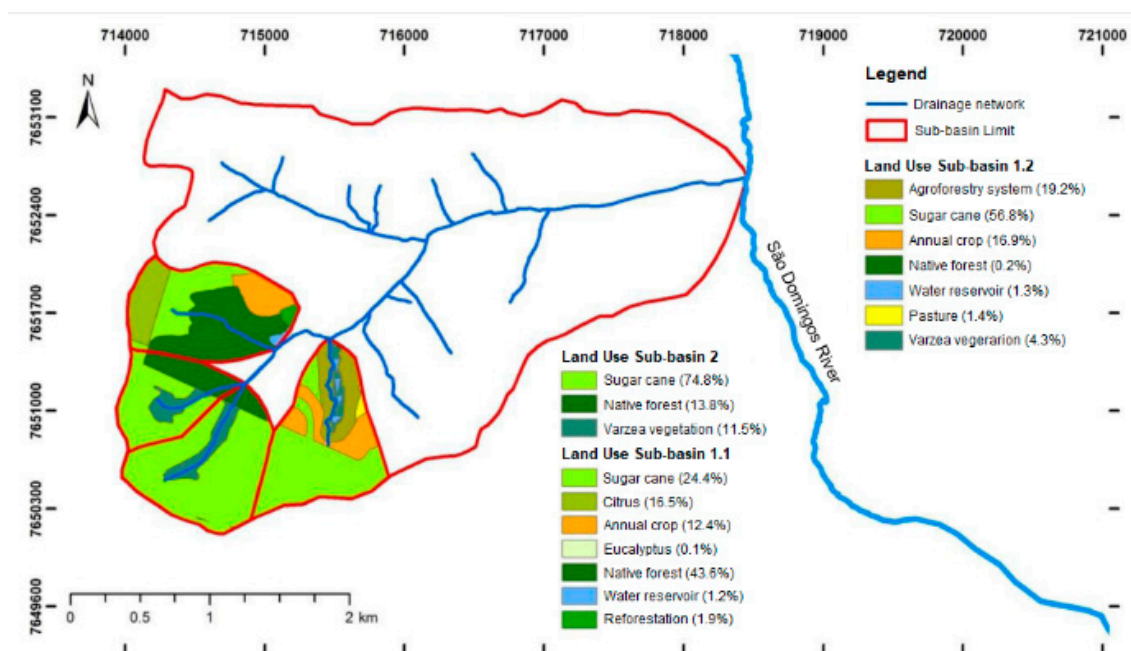 714000 715000 716000 717000 718000 719000 720000 721000
N
7653100
7652400
7651700
7651000
7650300
7649600
São Domingos River
0 0.5 1 2 km
Legend
Drainage network
Sub-basin Limit
Land Use Sub-basin 1.2
Agroforestry system (19.2%)
Sugar cane (56.8%)
Annual crop (16.9%)
Native forest (0.2%)
Water reservoir (1.3%)
Pasture (1.4%)
Varzea vegerarion (4.3%)
Land Use Sub-basin 2
Sugar cane (74.8%)
Native forest (13.8%)
Varzea vegetation (11.5%)
Land Use Sub-basin 1.1
Sugar cane (24.4%)
Citrus (16.5%)
Annual crop (12.4%)
Eucalyptus (0.1%)
Native forest (43.6%)
Water reservoir (1.2%)
Reforestation (1.9%)